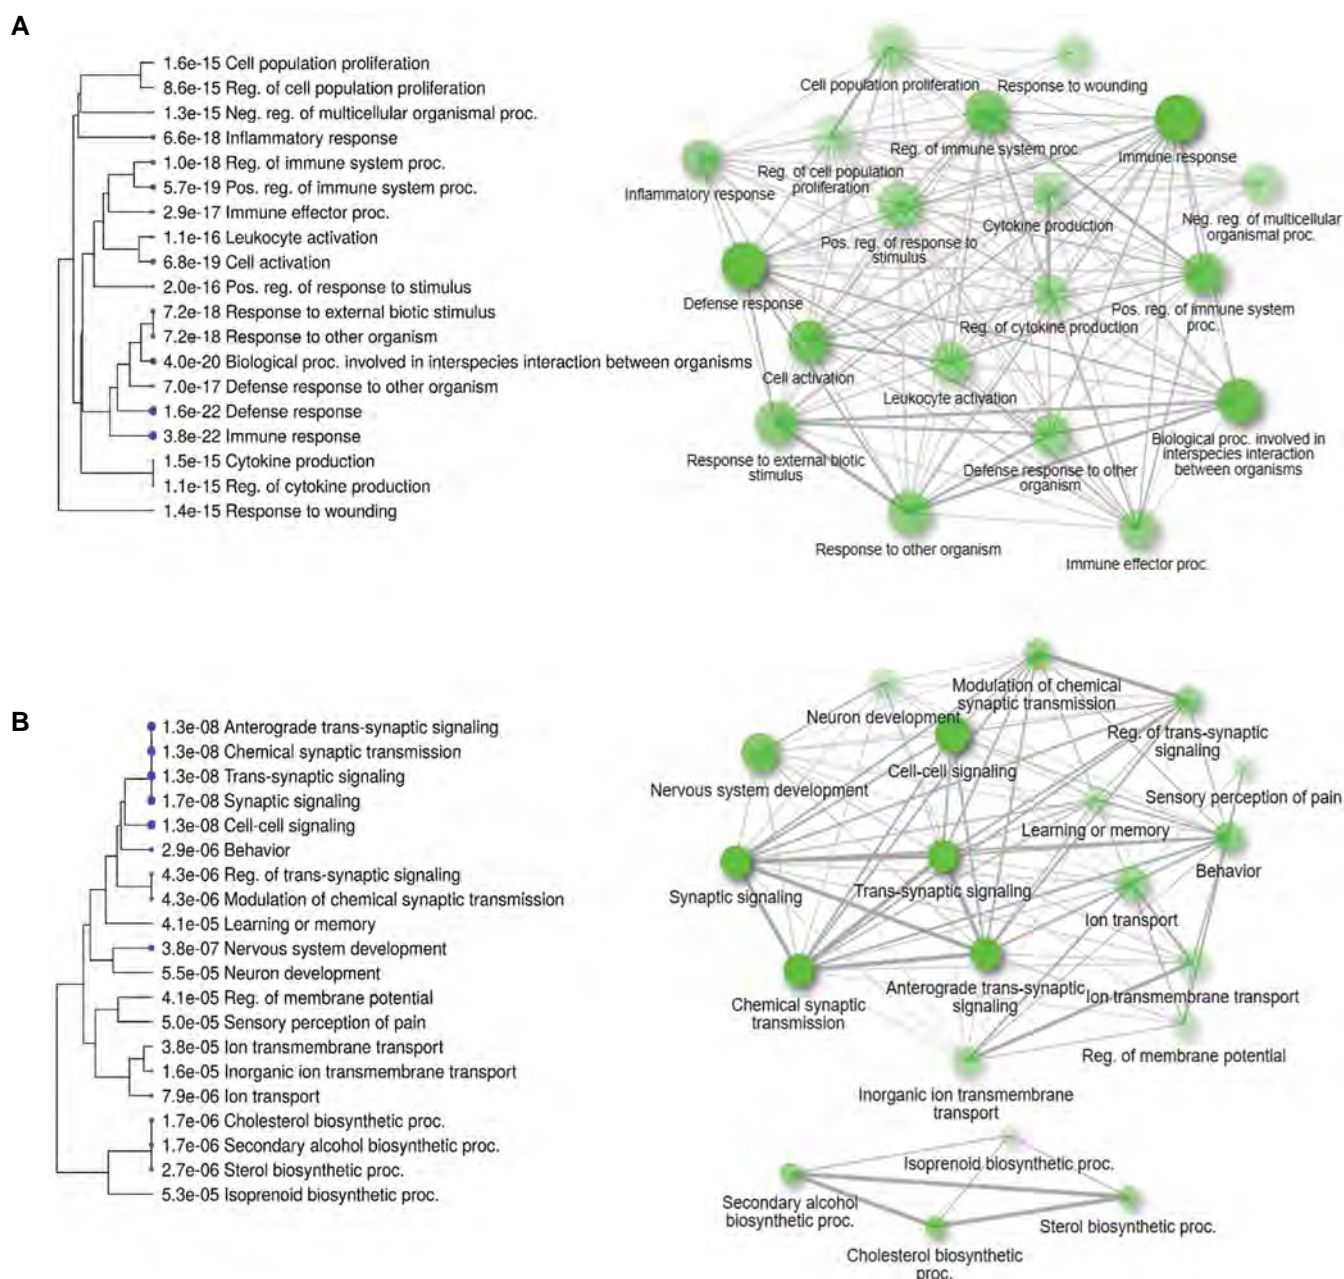 A
1.6e-15 Cell population proliferation
8.6e-15 Reg. of cell population proliferation
1.3e-15 Neg. reg. of multicellular organismal proc.
6.6e-18 Inflammatory response
1.0e-18 Reg. of immune system proc.
5.7e-19 Pos. reg. of immune system proc.
2.9e-17 Immune effector proc.
1.1e-16 Leukocyte activation
6.8e-19 Cell activation
2.0e-16 Pos. reg. of response to stimulus
7.2e-18 Response to external biotic stimulus
7.2e-18 Response to other organism
4.0e-20 Biological proc. involved in interspecies interaction between organisms
7.0e-17 Defense response to other organism
1.6e-22 Defense response
3.8e-22 Immune response
1.5e-15 Cytokine production
1.1e-15 Reg. of cytokine production
1.4e-15 Response to wounding
Cell population proliferation
Response to wounding
Reg. of immune system proc.
Immune response
Reg. of cell population
proliferation
Inflammatory response
Cytokine production
Neg. reg. of multicellular
organismal proc.
Pos. reg. of response to
stimulus
Defense response
Reg. of cytokine production
Pos. reg. of immune system
proc.
Cell activation
Leukocyte activation
Response to external biotic
stimulus
Defense response to other
organism
Biological proc. involved in
interspecies interaction
between organisms
Response to other organism
Immune effector proc.
B
1.3e-08 Anterograde trans-synaptic signaling
1.3e-08 Chemical synaptic transmission
1.3e-08 Trans-synaptic signaling
1.7e-08 Synaptic signaling
1.3e-08 Cell-cell signaling
2.9e-06 Behavior
4.3e-06 Reg. of trans-synaptic signaling
4.3e-06 Modulation of chemical synaptic transmission
4.1e-05 Learning or memory
3.8e-07 Nervous system development
5.5e-05 Neuron development
4.1e-05 Reg. of membrane potential
5.0e-05 Sensory perception of pain
3.8e-05 Ion transmembrane transport
1.6e-05 Inorganic ion transmembrane transport
7.9e-06 Ion transport
1.7e-06 Cholesterol biosynthetic proc.
1.7e-06 Secondary alcohol biosynthetic proc.
2.7e-06 Sterol biosynthetic proc.
5.3e-05 Isoprenoid biosynthetic proc.
Modulation of chemical
synaptic transmission
Neuron development
Reg. of trans-synaptic
signaling
Cell-cell signaling
Nervous system development
Sensory perception of pain
Learning or memory
Behavior
Synaptic signaling
Trans-synaptic signaling
Ion transport
Anterograde trans-synaptic
signaling
Ion transmembrane transport
Chemical synaptic
transmission
Reg. of membrane potential
Inorganic ion transmembrane
transport
Isoprenoid biosynthetic proc.
Secondary alcohol
biosynthetic proc.
Sterol biosynthetic proc.
Cholesterol biosynthetic
proc.